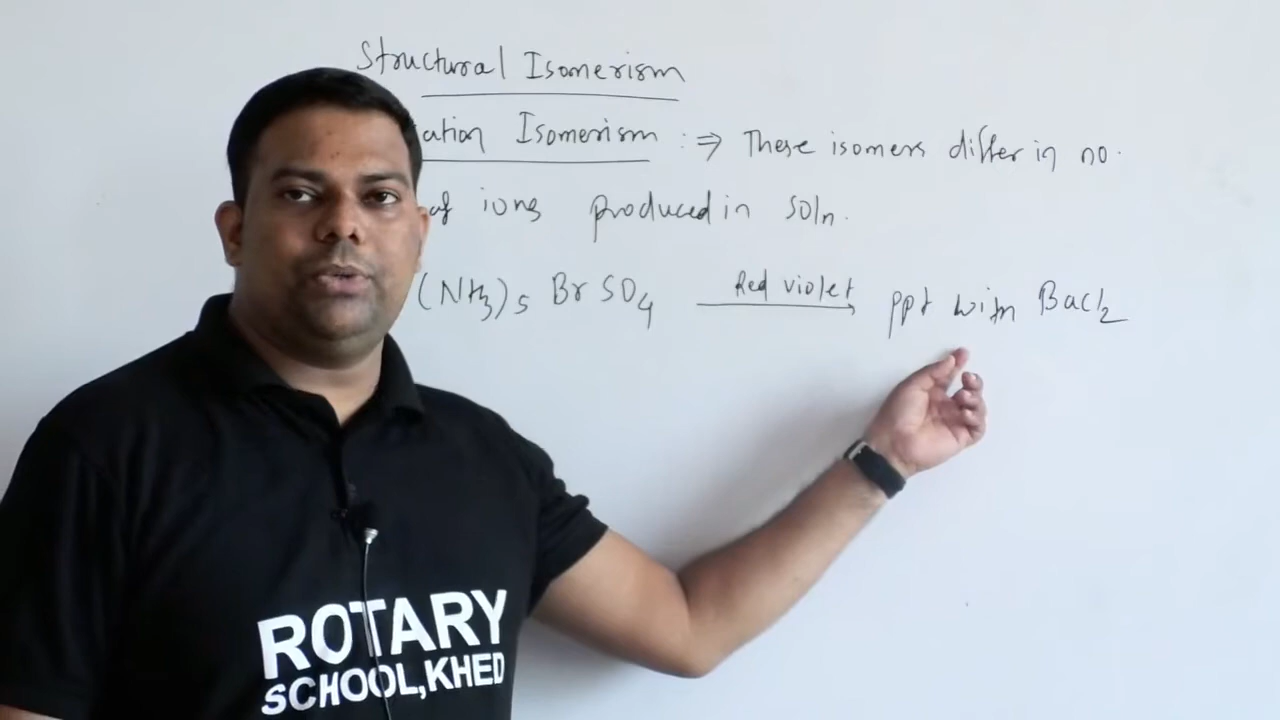 Structural Isomerism
ation Isomerism :⇒ These isomers differ in no.
of ions produced in soln.
(NH3)5 Br SO4 Red violet → ppt with Bacl2
ROTARY
SCHOOL, KHED